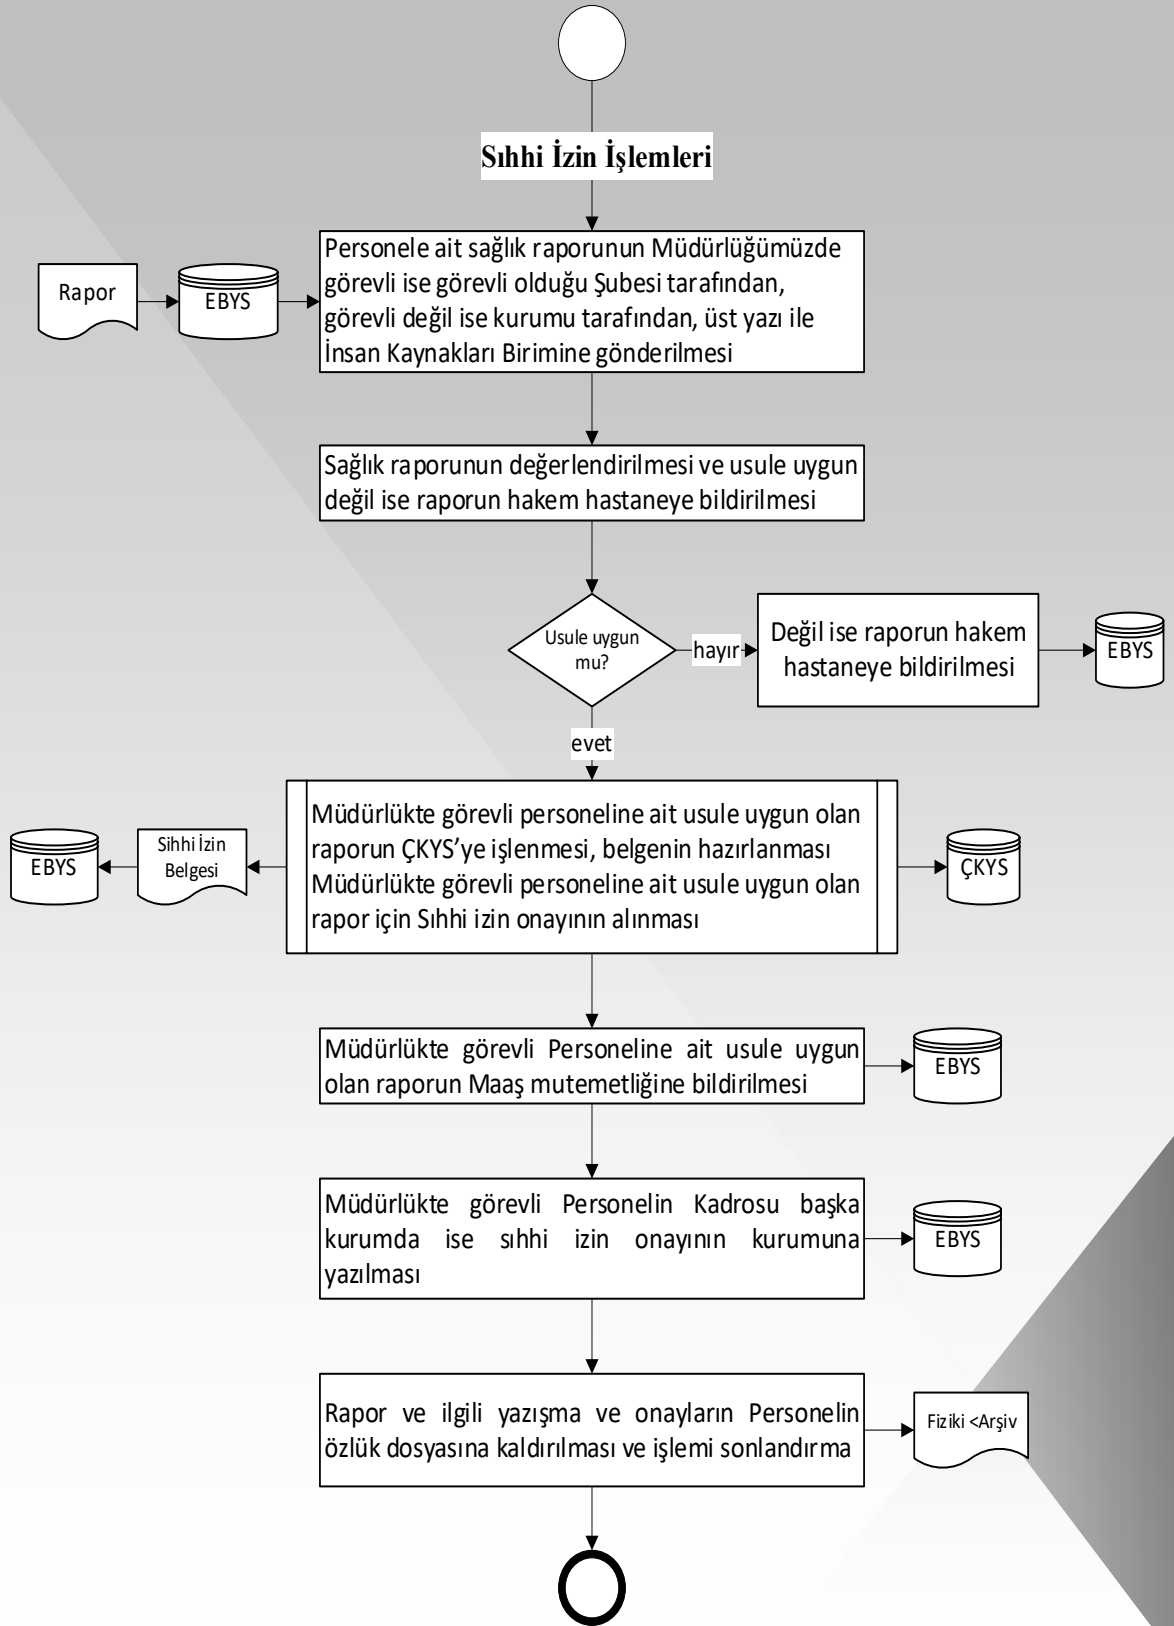 Sıhhi İzin İşlemleri
Rapor
EBYS
Personele ait sağlık raporunun Müdürlüğümüzde
görevli ise görevli olduğu Şubesi tarafından,
görevli değil ise kurumu tarafından, üst yazı ile
İnsan Kaynakları Birimine gönderilmesi
Sağlık raporunun değerlendirilmesi ve usule uygun
değil ise raporun hakem hastaneye bildirilmesi
Usule uygun
mu?
hayır
Değil ise raporun hakem
hastaneye bildirilmesi
EBYS
evet
EBYS
Sihhi İzin
Belgesi
Müdürlükte görevli personeline ait usule uygun olan
raporun ÇKYS’ye işlenmesi, belgenin hazırlanması
Müdürlükte görevli personeline ait usule uygun olan
rapor için Sıhhi izin onayının alınması
ÇKYS
Müdürlükte görevli Personeline ait usule uygun
olan raporun Maaş mutemetliğine bildirilmesi
EBYS
Müdürlükte görevli Personelin Kadrosu başka
kurumda ise sıhhi izin onayının kurumuna
yazılması
EBYS
Rapor ve ilgili yazışma ve onayların Personelin
özlük dosyasına kaldırılması ve işlemi sonlandırma
Fiziki <Arşiv